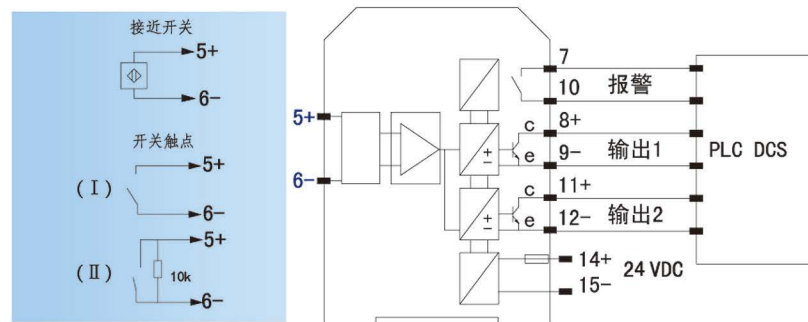 接近开关
5+
6-
开关触点
(Ⅰ)
5+
6-
(Ⅱ)
5+
10k
6-
5+
6-
7
10
报警
c
8+
e
9-
输出1
c
11+
e
12-
输出2
14+
15-
24 VDC
PLC DCS